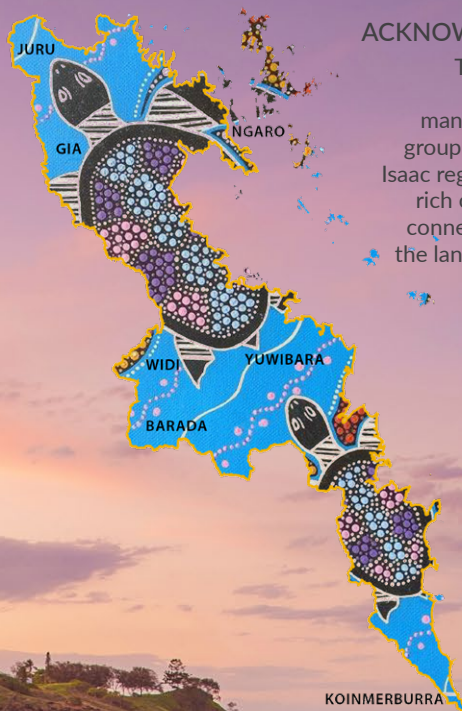 ACKNOW
T
JURU
NGARO
man
GIA
group
Isaac reg
rich c
conne
the lan
WIDI
YUWIBARA
BARADA
KOINMERBURRA